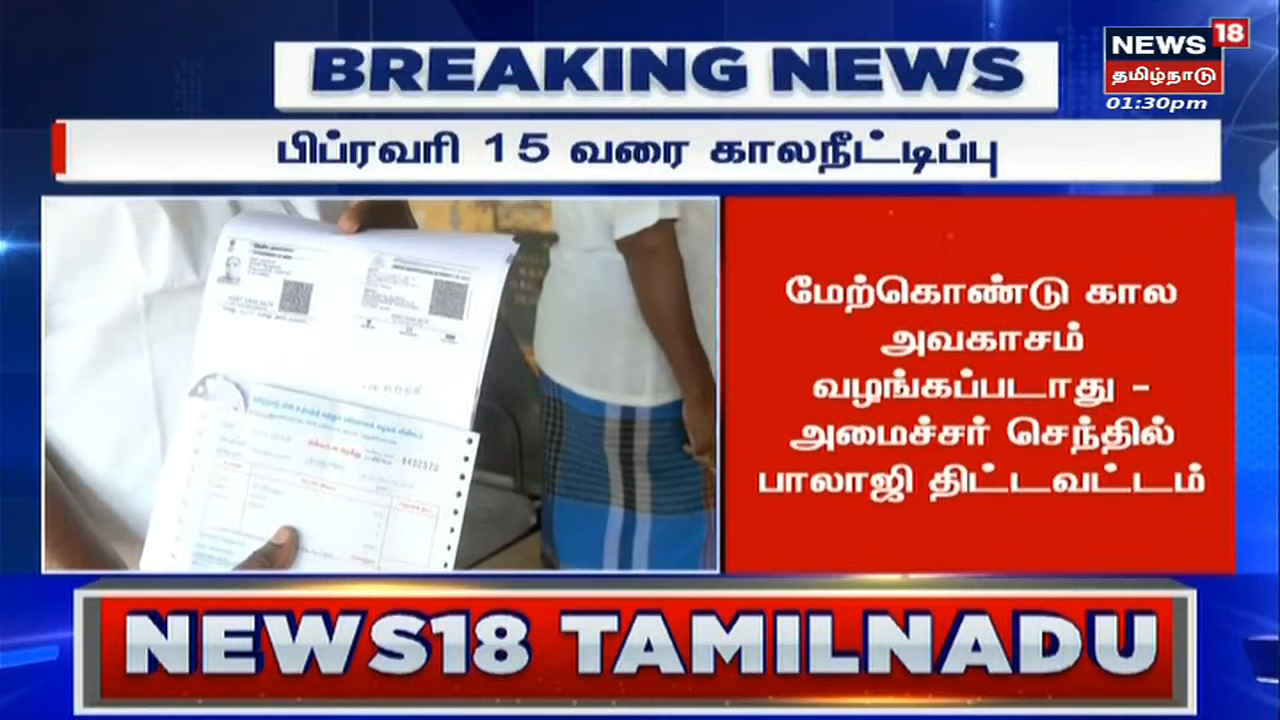 BREAKING NEWS
NEWS 18
தமிழ்நாடு
01:30pm
பிப்ரவரி 15 வரை காலநீட்டிப்பு
மேற்கொண்டு கால
அவகாசம்
வழங்கப்படாது -
அமைச்சர் செந்தில்
பாலாஜி திட்டவட்டம்
8402570
NEWS18 TAMILNADU